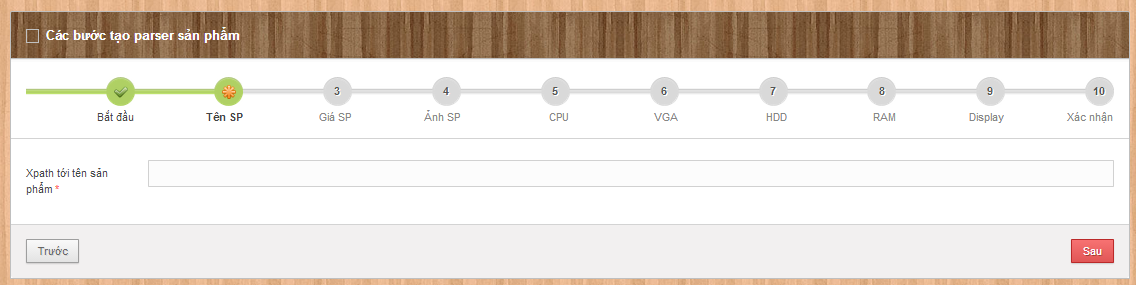 Các bước tạo parser sản phẩm
3 4 5 6 7 8 9 10
Bắt đầu Tên SP Giá SP Ảnh SP CPU VGA HDD RAM Display Xác nhận
Xpath tới tên sản
phẩm *
Trước Sau